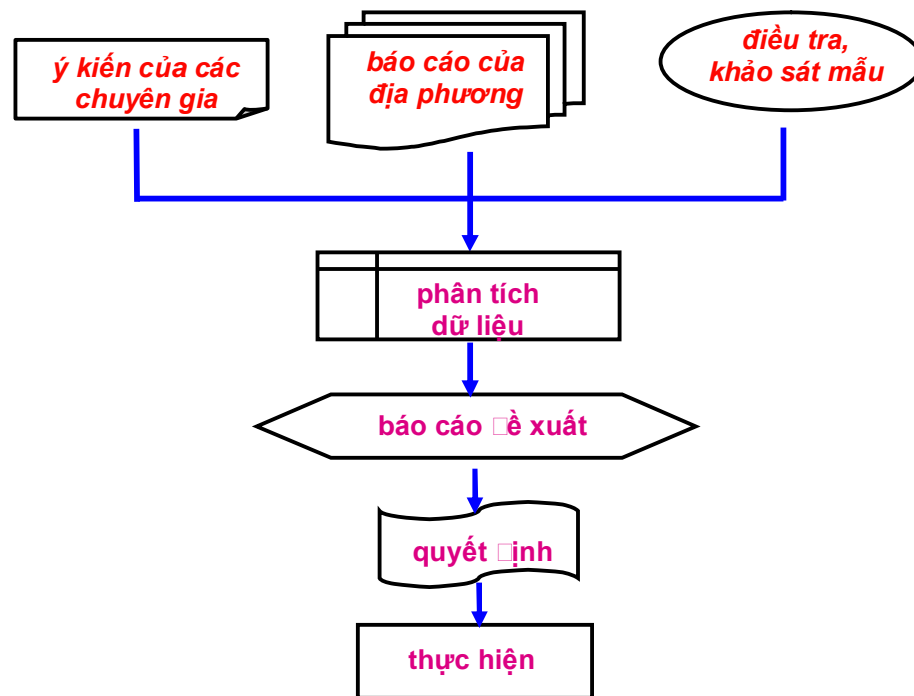 ý kiến của các
chuyên gia
báo cáo của
địa phương
điều tra,
khảo sát mẫu
phân tích
dữ liệu
báo cáo □ề xuất
quyết □ịnh
thực hiện